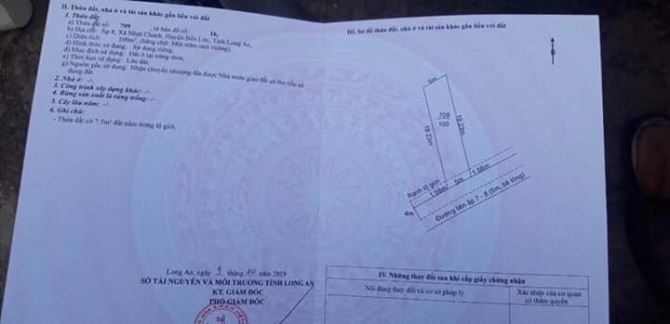 II. Thửa đất, nhà ở và tài sản khác gắn liền với đất
1. Thửa đất:
a) Thửa đất số: 709 , tờ bản đồ số: 16,
b) Địa chỉ: Ấp 8, Xã Nhựt Chánh, Huyện Bến Lức, Tỉnh Long An,
c) Diện tích: 100m², (bằng chữ: Một trăm mét vuông),
d) Hình thức sử dụng: Sử dụng riêng,
đ) Mục đích sử dụng: Đất ở tại nông thôn,
e) Thời hạn sử dụng: Lâu dài,
g) Nguồn gốc sử dụng: Nhận chuyển nhượng đất được Nhà nước giao đất có thu tiền sử
dụng đất.
2. Nhà ở: -/-.
3. Công trình xây dựng khác: -/-.
4. Rừng sản xuất là rừng trồng: -/-.
5. Cây lâu năm: -/-.
6. Ghi chú:
- Thửa đất có 7.5m² đất nằm trong lộ giới.
Long An, ngày 9 tháng 10 năm 2019
SỞ TÀI NGUYÊN VÀ MÔI TRƯỜNG TỈNH LONG AN
KT. GIÁM ĐỐC
PHÓ GIÁM ĐỐC
III. Sơ đồ thửa đất, nhà ở và tài sản khác gắn liền với đất
5m
709
100
19.22m
19.23m
Ranh lộ giới
1.00m
5m
1.00m
4m
Đường liên ấp 7 - 8 (5m, bê tông)
IV. Những thay đổi sau khi cấp giấy chứng nhận
Nội dung thay đổi và cơ sở pháp lý
Xác nhận của cơ quan
có thẩm quyền